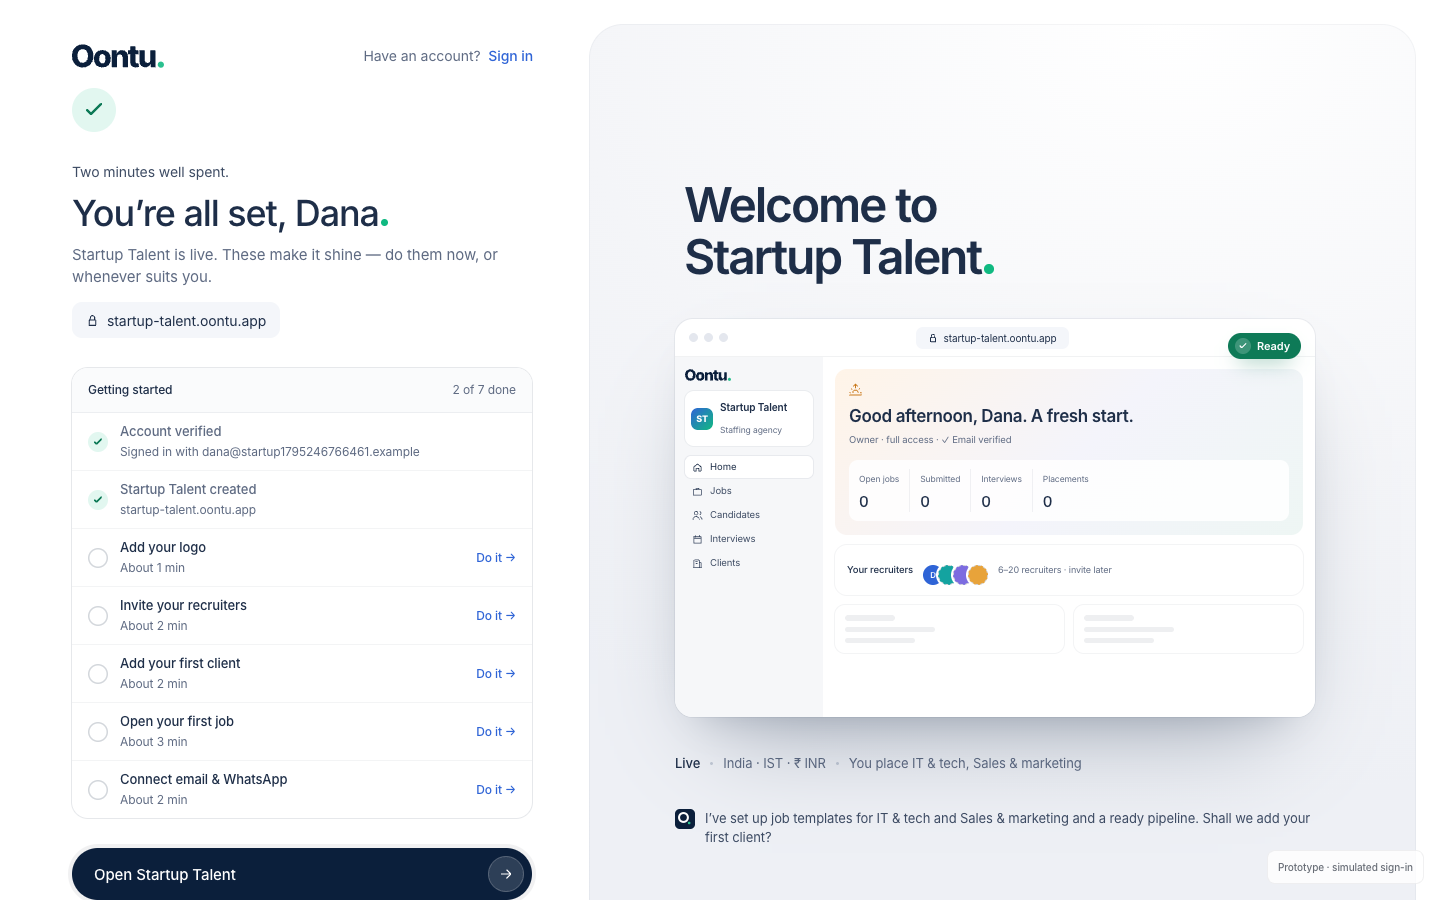 Oontu.
Have an account? Sign in
Two minutes well spent.
You’re all set, Dana.
Startup Talent is live. These make it shine — do them now, or
whenever suits you.
startup-talent.oontu.app
Getting started
2 of 7 done
Account verified
Signed in with dana@startup1795246766461.example
Startup Talent created
startup-talent.oontu.app
Add your logo
About 1 min
Do it →
Invite your recruiters
About 2 min
Do it →
Add your first client
About 2 min
Do it →
Open your first job
About 3 min
Do it →
Connect email & WhatsApp
About 2 min
Do it →
Open Startup Talent
Welcome to
Startup Talent.
startup-talent.oontu.app
Ready
Oontu.
ST
Startup Talent
Staffing agency
Home
Jobs
Candidates
Interviews
Clients
Good afternoon, Dana. A fresh start.
Owner · full access · ✓ Email verified
Open jobs
0
Submitted
0
Interviews
0
Placements
0
Your recruiters
D
6–20 recruiters · invite later
Live • India · IST · ₹ INR • You place IT & tech, Sales & marketing
I’ve set up job templates for IT & tech and Sales & marketing and a ready pipeline. Shall we add your
first client?
Prototype · simulated sign-in